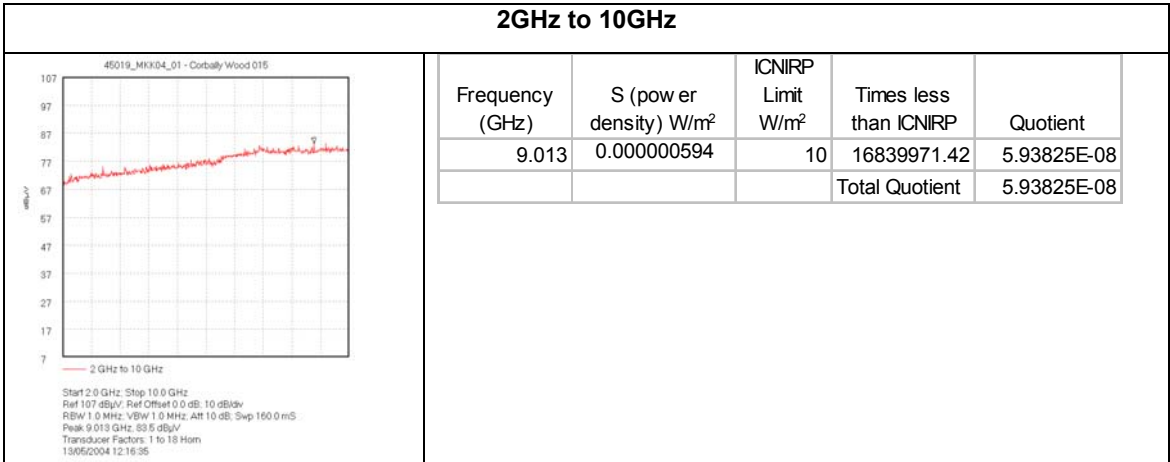 2GHz to 10GHz
45019_MKK04_01 - Corbally Wood 015
107
97
87
77
67
57
47
37
27
17
7
dBµV
2 GHz to 10 GHz
Start 2.0 GHz; Stop 10.0 GHz
Ref 107 dBµV; Ref Offset 0.0 dB; 10 dB/div
RBW 1.0 MHz; VBW 1.0 MHz; Att 10 dB; Swp 160.0 mS
Peak 9.013 GHz, 83.5 dBµV
Transducer Factors: 1 to 18 Horn
13/05/2004 12:16:35
Frequency (GHz) S (pow er density) W/m² ICNIRP Limit W/m² Times less than ICNIRP Quotient
9.013 0.000000594 10 16839971.42 5.93825E-08
Total Quotient 5.93825E-08